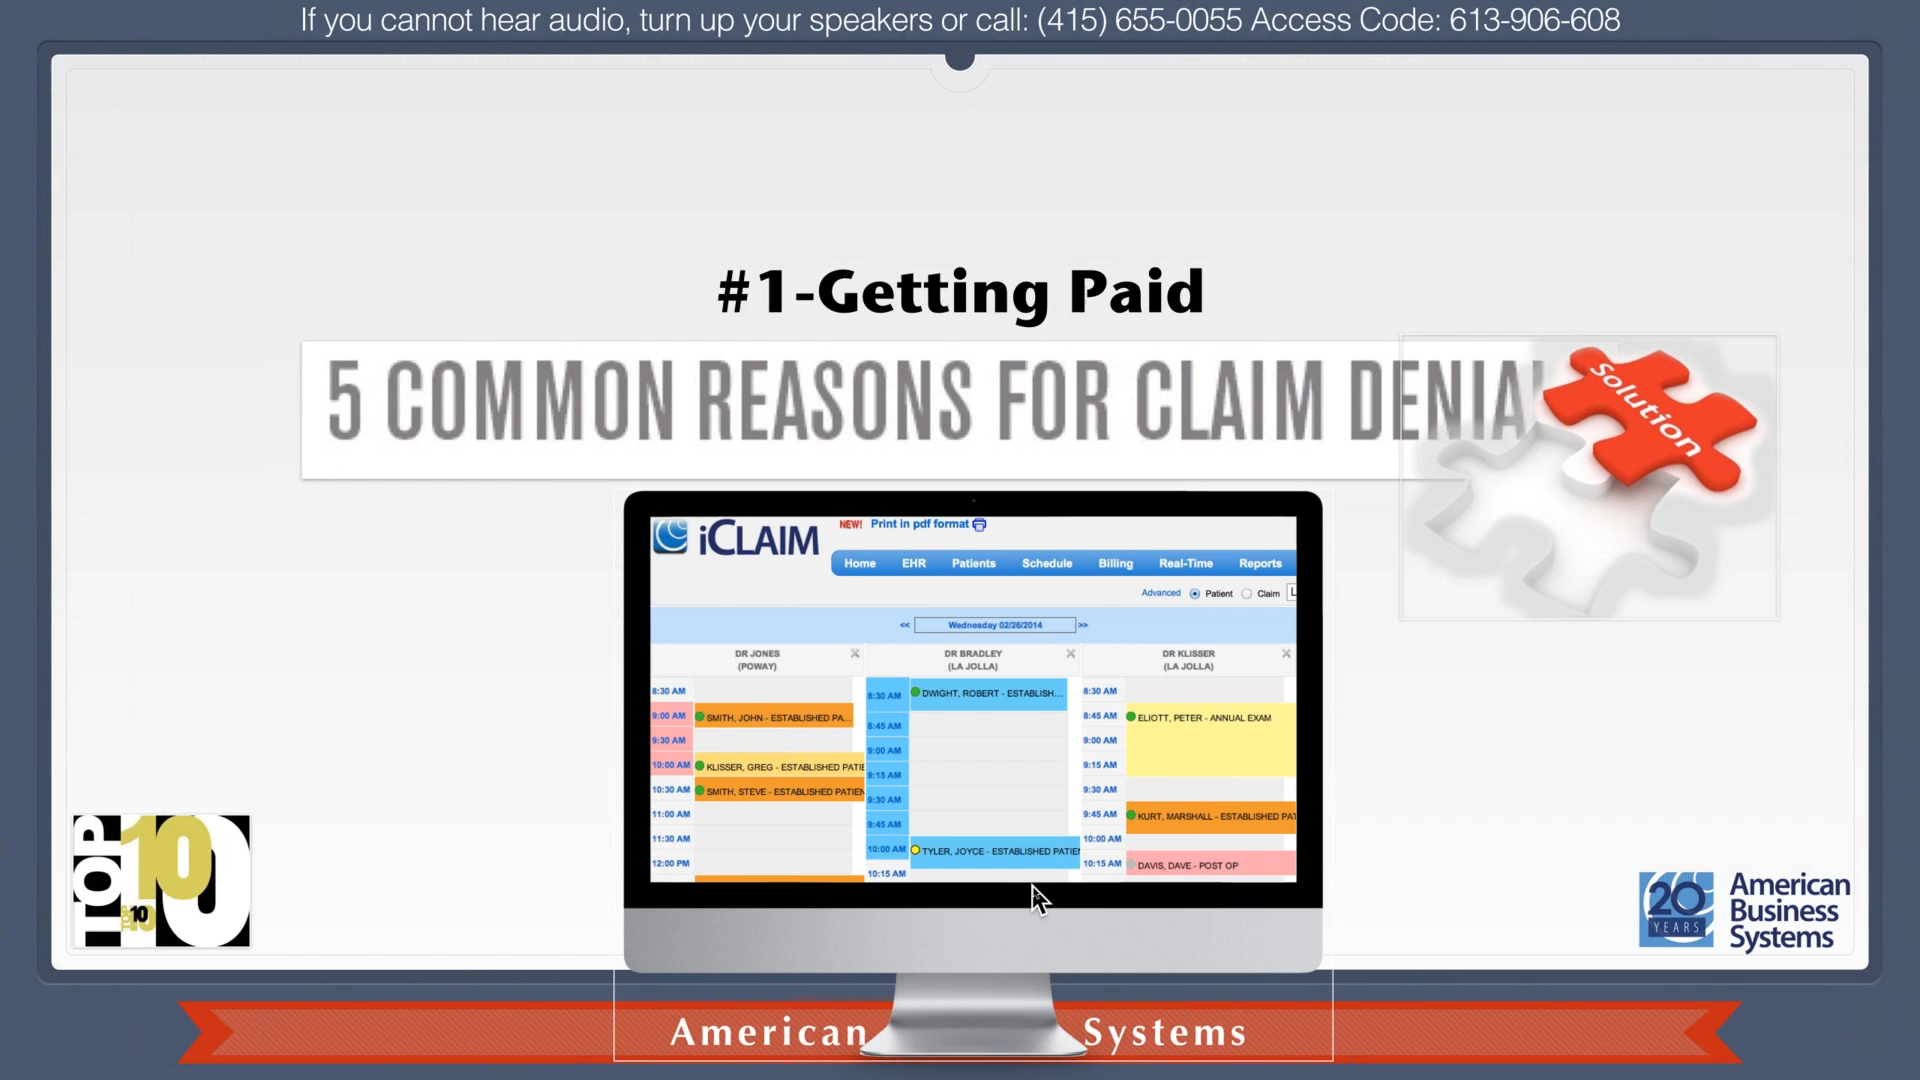 If you cannot hear audio, turn up your speakers or call: (415) 655-0055 Access Code: 613-906-608
#1-Getting Paid
5 COMMON REASONS FOR CLAIM DENIAL
Solution
iCLAIM
NEW! Print in pdf format
Home EHR Patients Schedule Billing Real-Time Reports
Advanced Patient Claim L
<< Wednesday 02/26/2014 >>
DR JONES
(POWAY)
8:30 AM
9:00 AM SMITH, JOHN - ESTABLISHED PA...
9:30 AM
10:00 AM KLISSER, GREG - ESTABLISHED PATIE
10:30 AM SMITH, STEVE - ESTABLISHED PATIEN
11:00 AM
11:30 AM
12:00 PM
DR BRADLEY
(LA JOLLA)
8:30 AM DWIGHT, ROBERT - ESTABLISH...
8:45 AM
9:00 AM
9:15 AM
9:30 AM
9:45 AM
10:00 AM TYLER, JOYCE - ESTABLISHED PATIE
10:15 AM
DR KLISSER
(LA JOLLA)
8:30 AM
8:45 AM ELIOTT, PETER - ANNUAL EXAM
9:00 AM
9:15 AM
9:30 AM
9:45 AM KURT, MARSHALL - ESTABLISHED PAT
10:00 AM
10:15 AM DAVIS, DAVE - POST OP
TOP 10
TOP 10
10
20
YEARS
American
Business
Systems
American Systems